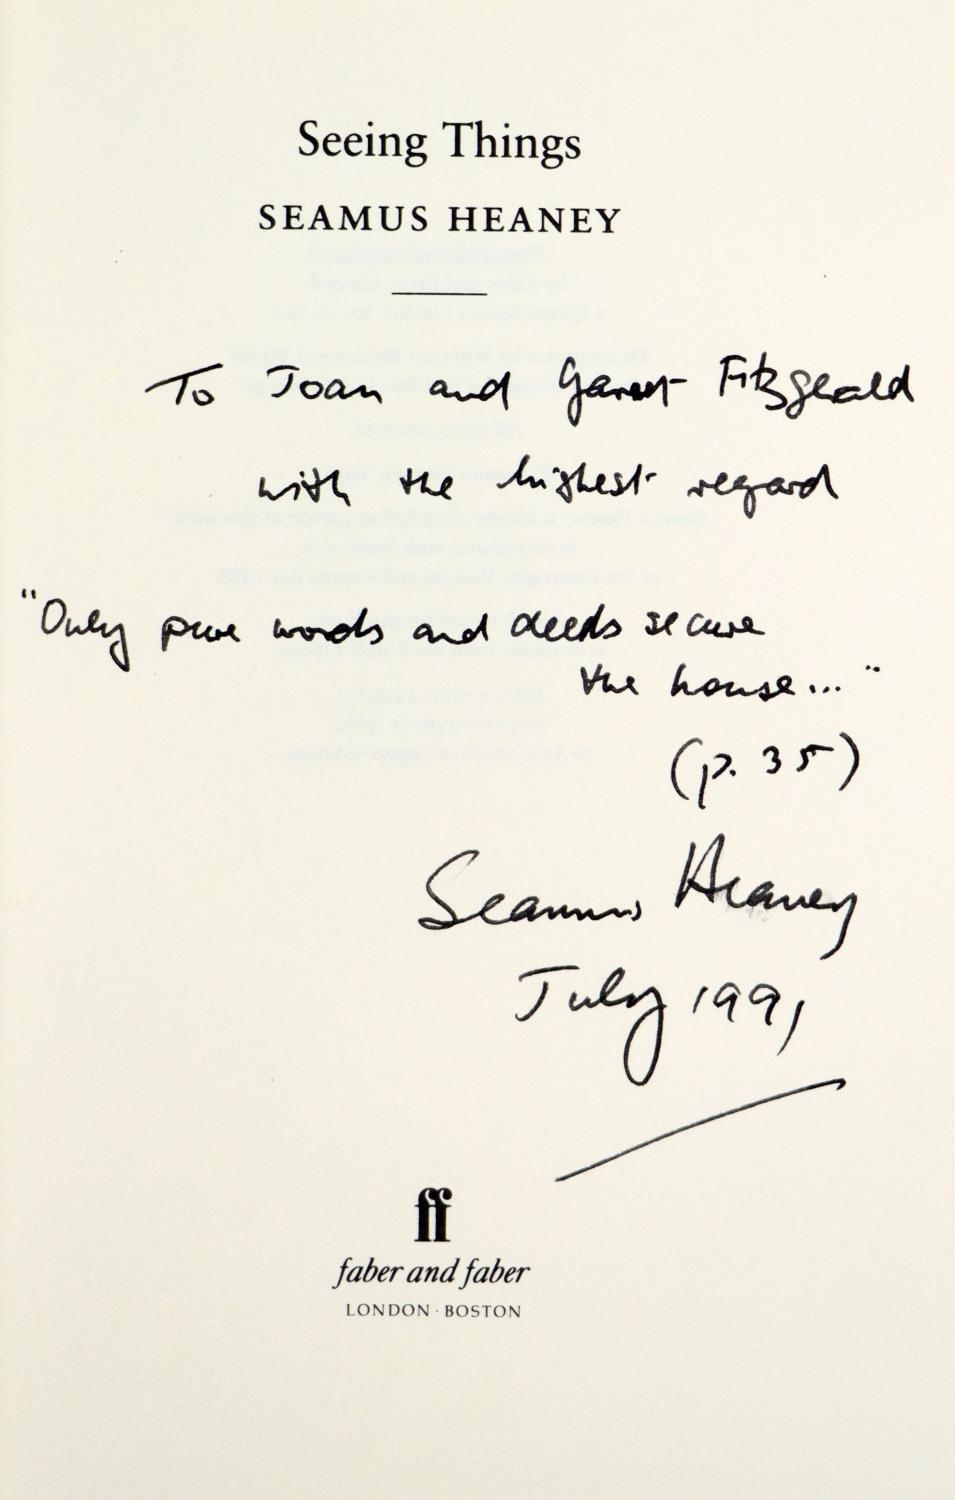 Seeing Things
SEAMUS HEANEY
To Joan and Garret Fitzgerald
with the highest regard
"Only pure words and deeds secure
the house..."
(p. 35)
Seamus Heaney
July 1991
ff
faber and faber
LONDON · BOSTON